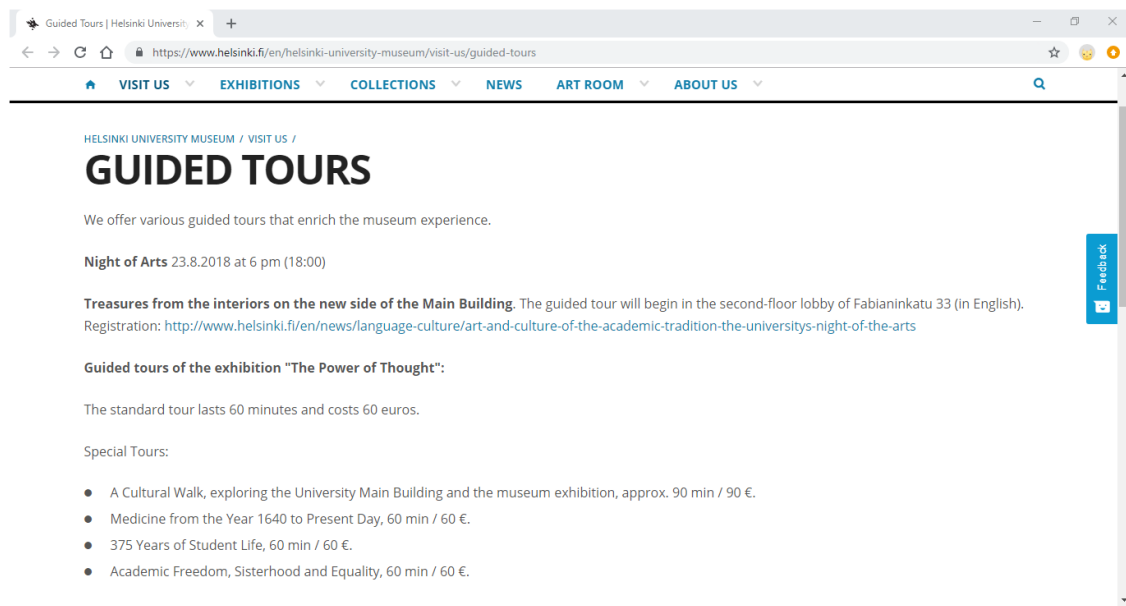 Guided Tours | Helsinki University
https://www.helsinki.fi/en/helsinki-university-museum/visit-us/guided-tours
VISIT US EXHIBITIONS COLLECTIONS NEWS ART ROOM ABOUT US
HELSINKI UNIVERSITY MUSEUM / VISIT US /
GUIDED TOURS
We offer various guided tours that enrich the museum experience.
Night of Arts 23.8.2018 at 6 pm (18:00)
Feedback
Treasures from the interiors on the new side of the Main Building. The guided tour will begin in the second-floor lobby of Fabianinkatu 33 (in English).
Registration: http://www.helsinki.fi/en/news/language-culture/art-and-culture-of-the-academic-tradition-the-universitys-night-of-the-arts
Guided tours of the exhibition "The Power of Thought":
The standard tour lasts 60 minutes and costs 60 euros.
Special Tours:
● A Cultural Walk, exploring the University Main Building and the museum exhibition, approx. 90 min / 90 €.
● Medicine from the Year 1640 to Present Day, 60 min / 60 €.
● 375 Years of Student Life, 60 min / 60 €.
● Academic Freedom, Sisterhood and Equality, 60 min / 60 €.